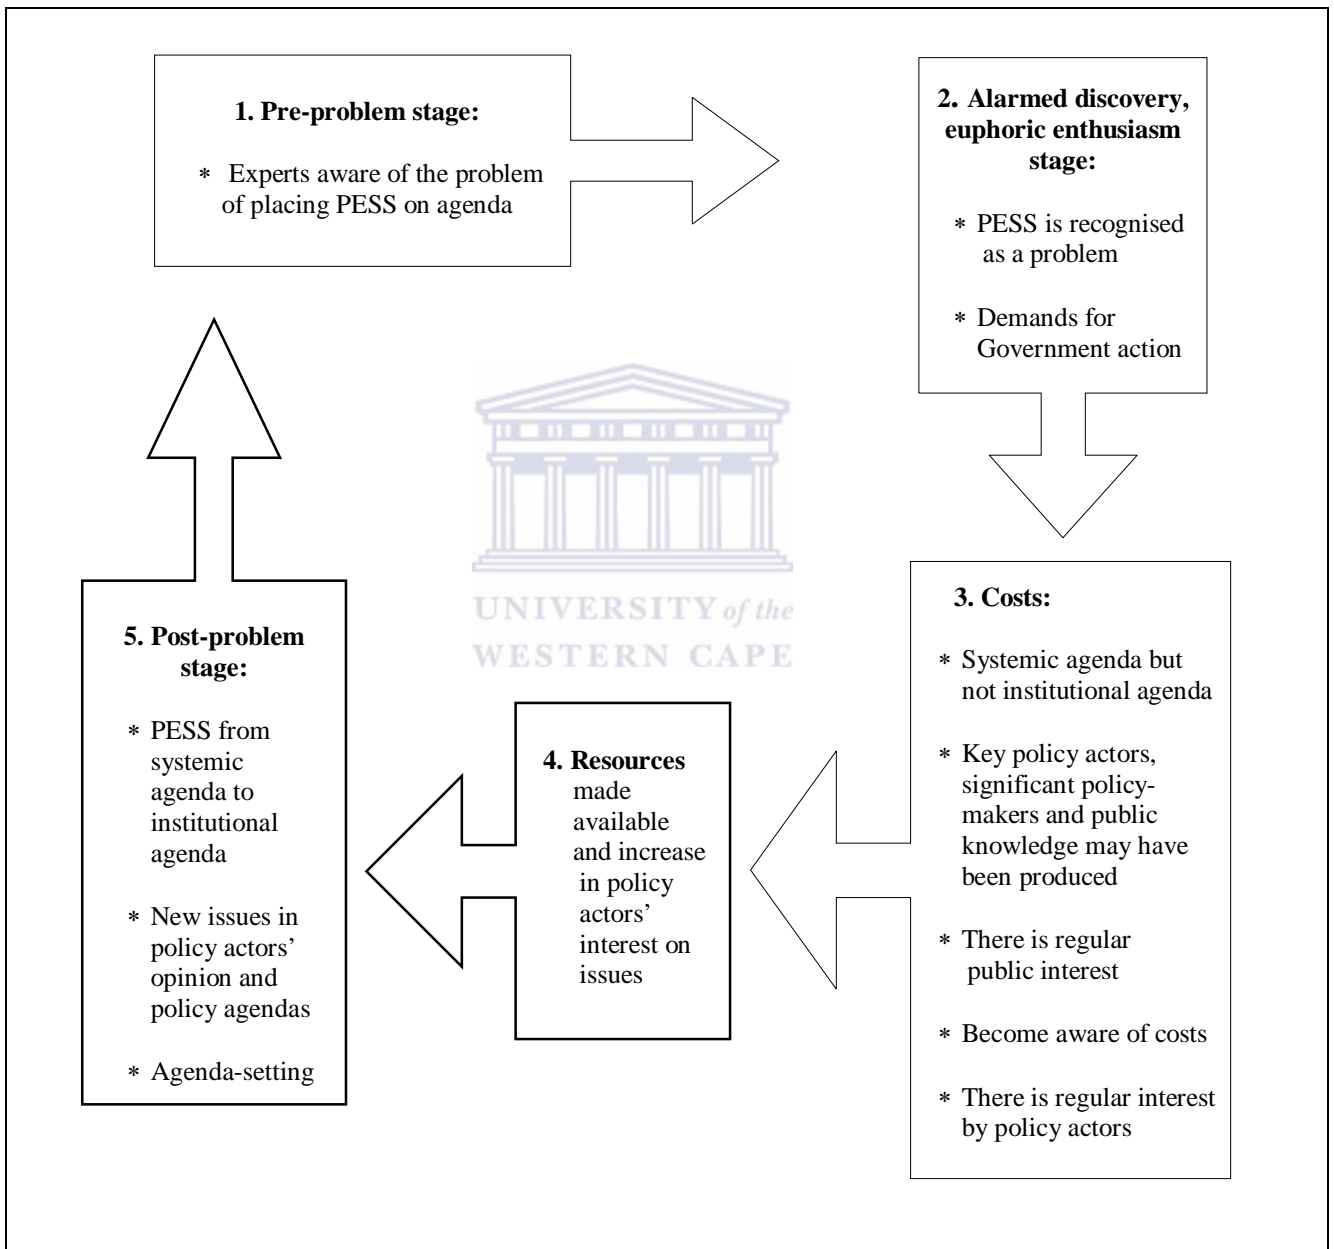 1. Pre-problem stage:
* Experts aware of the problem
of placing PESS on agenda
2. Alarmed discovery,
euphoric enthusiasm
stage:
* PESS is recognised
as a problem
* Demands for
Government action
3. Costs:
* Systemic agenda but
not institutional agenda
* Key policy actors,
significant policy-
makers and public
knowledge may have
been produced
* There is regular
public interest
* Become aware of costs
* There is regular interest
by policy actors
4. Resources
made
available
and increase
in policy
actors’
interest on
issues
5. Post-problem
stage:
* PESS from
systemic
agenda to
institutional
agenda
* New issues in
policy actors’
opinion and
policy agendas
* Agenda-setting
UNIVERSITY of the
WESTERN CAPE